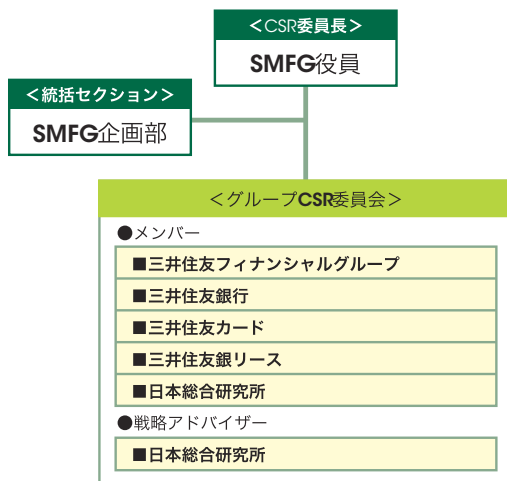 ＜CSR委員長＞
SMFG役員
＜統括セクション＞
SMFG企画部
＜グループCSR委員会＞
●メンバー
■三井住友フィナンシャルグループ
■三井住友銀行
■三井住友カード
■三井住友銀リース
■日本総合研究所
●戦略アドバイザー
■日本総合研究所